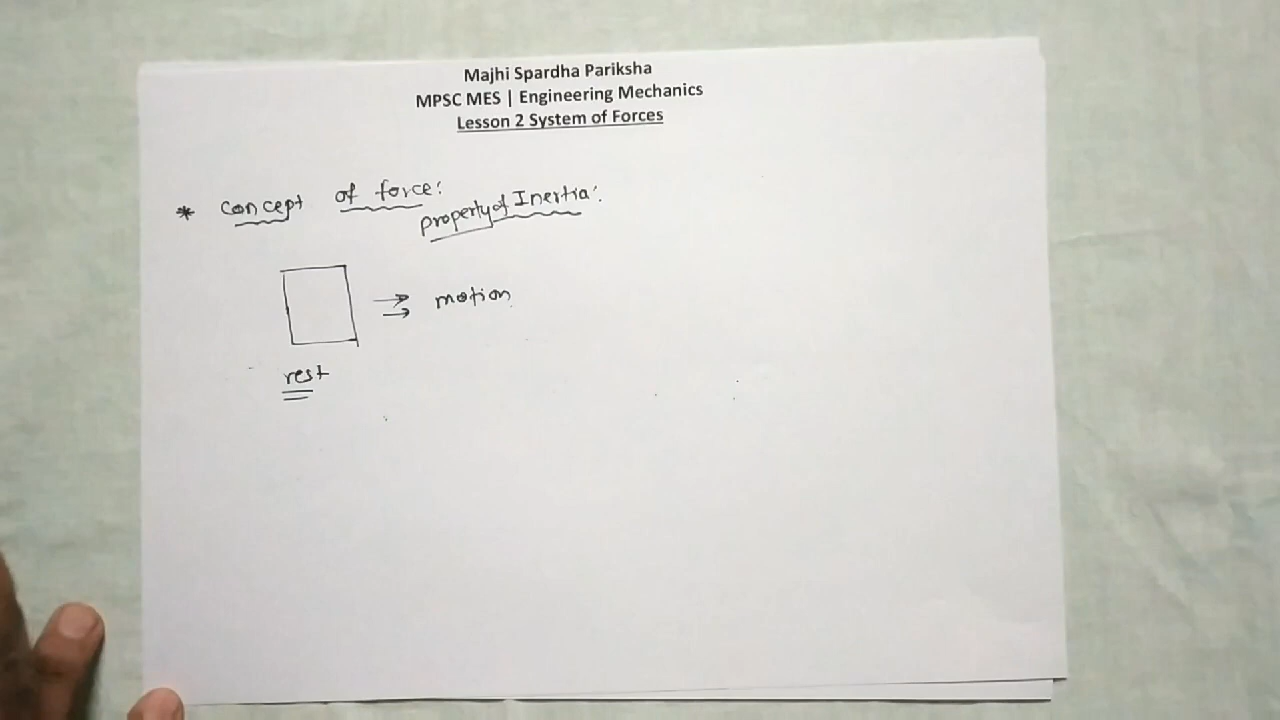 Majhi Spardha Pariksha
MPSC MES | Engineering Mechanics
Lesson 2 System of Forces
* concept of force:
property of Inertia:
motion
rest